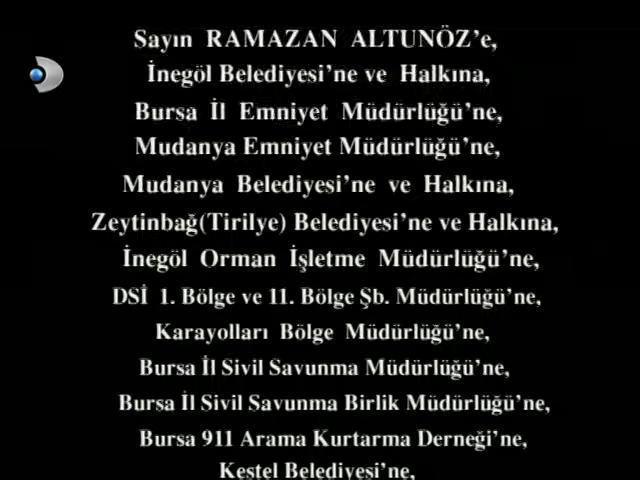 Sayın RAMAZAN ALTUNÖZ'e,
İnegöl Belediyesi'ne ve Halkına,
Bursa İl Emniyet Müdürlüğü'ne,
Mudanya Emniyet Müdürlüğü'ne,
Mudanya Belediyesi'ne ve Halkına,
Zeytinbağ(Tirilye) Belediyesi'ne ve Halkına,
İnegöl Orman İşletme Müdürlüğü'ne,
DSİ 1. Bölge ve 11. Bölge Şb. Müdürlüğü'ne,
Karayolları Bölge Müdürlüğü'ne,
Bursa İl Sivil Savunma Müdürlüğü'ne,
Bursa İl Sivil Savunma Birlik Müdürlüğü'ne,
Bursa 911 Arama Kurtarma Derneği'ne,
Kestel Belediyesi'ne,